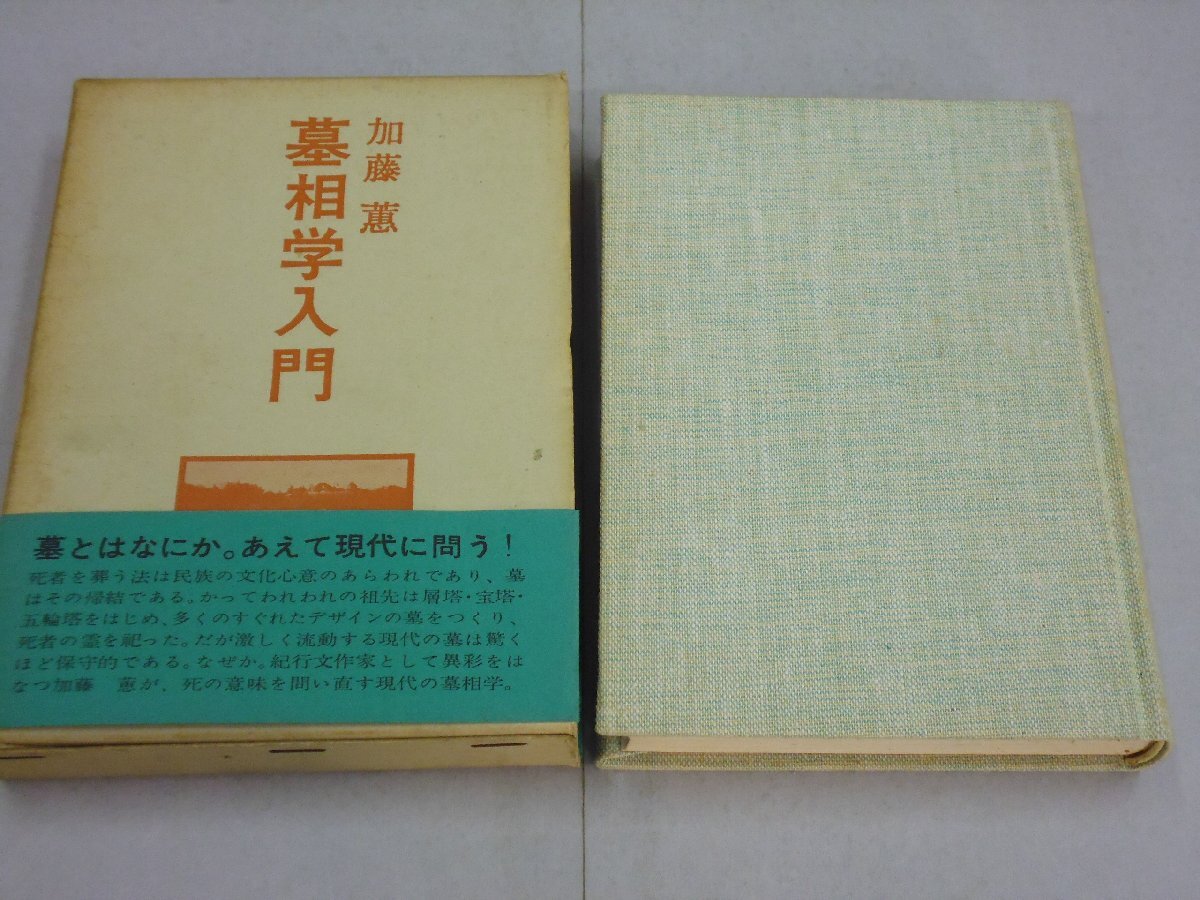 加藤 蕙
墓相学入門
墓とはなにか。あえて現代に問う!
死者を葬う法は民族の文化心意のあらわれであり、墓
はその帰結である。かってわれわれの祖先は層塔・宝塔・
五輪塔をはじめ、多くのすぐれたデザインの墓をつくり、
死者の霊を祀った。だが激しく流動する現代の墓は驚く
ほど保守的である。なぜか。紀行文作家として異彩をは
なつ加藤 蕙が、死の意味を問い直す現代の墓相学。